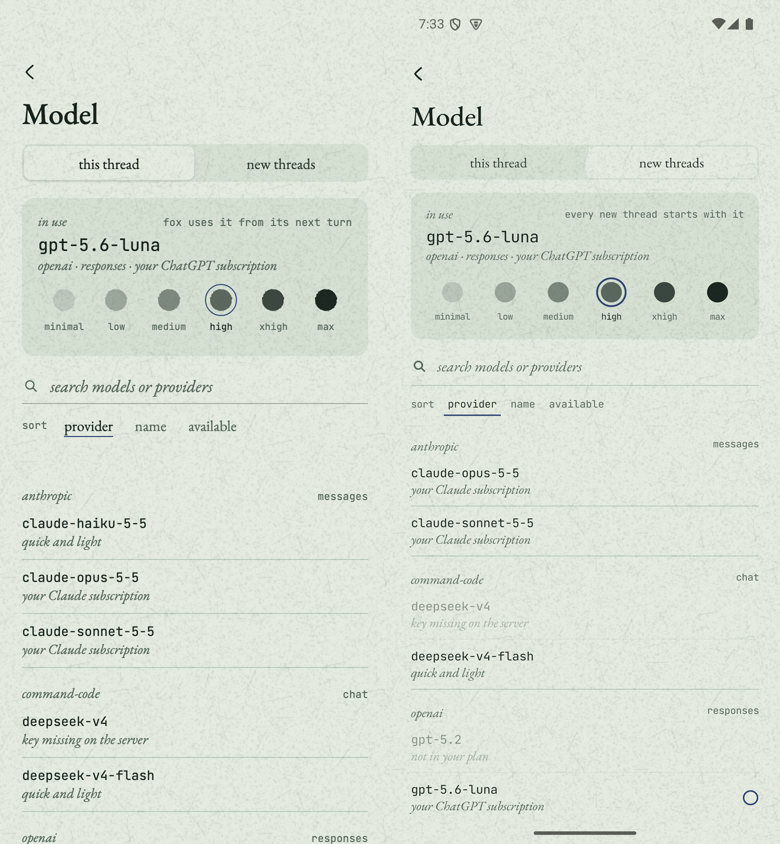 Model
this thread new threads
in use fox uses it from its next turn
gpt-5.6-luna
openai · responses · your ChatGPT subscription
minimal low medium high xhigh max
search models or providers
sort provider name available
anthropic messages
claude-haiku-5-5
quick and light
claude-opus-5-5
your Claude subscription
claude-sonnet-5-5
your Claude subscription
command-code chat
deepseek-v4
key missing on the server
deepseek-v4-flash
quick and light
openai responses
7:33
Model
this thread new threads
in use every new thread starts with it
gpt-5.6-luna
openai · responses · your ChatGPT subscription
minimal low medium high xhigh max
search models or providers
sort provider name available
anthropic messages
claude-opus-5-5
your Claude subscription
claude-sonnet-5-5
your Claude subscription
command-code chat
deepseek-v4
key missing on the server
deepseek-v4-flash
quick and light
openai responses
gpt-5.2
not in your plan
gpt-5.6-luna
your ChatGPT subscription